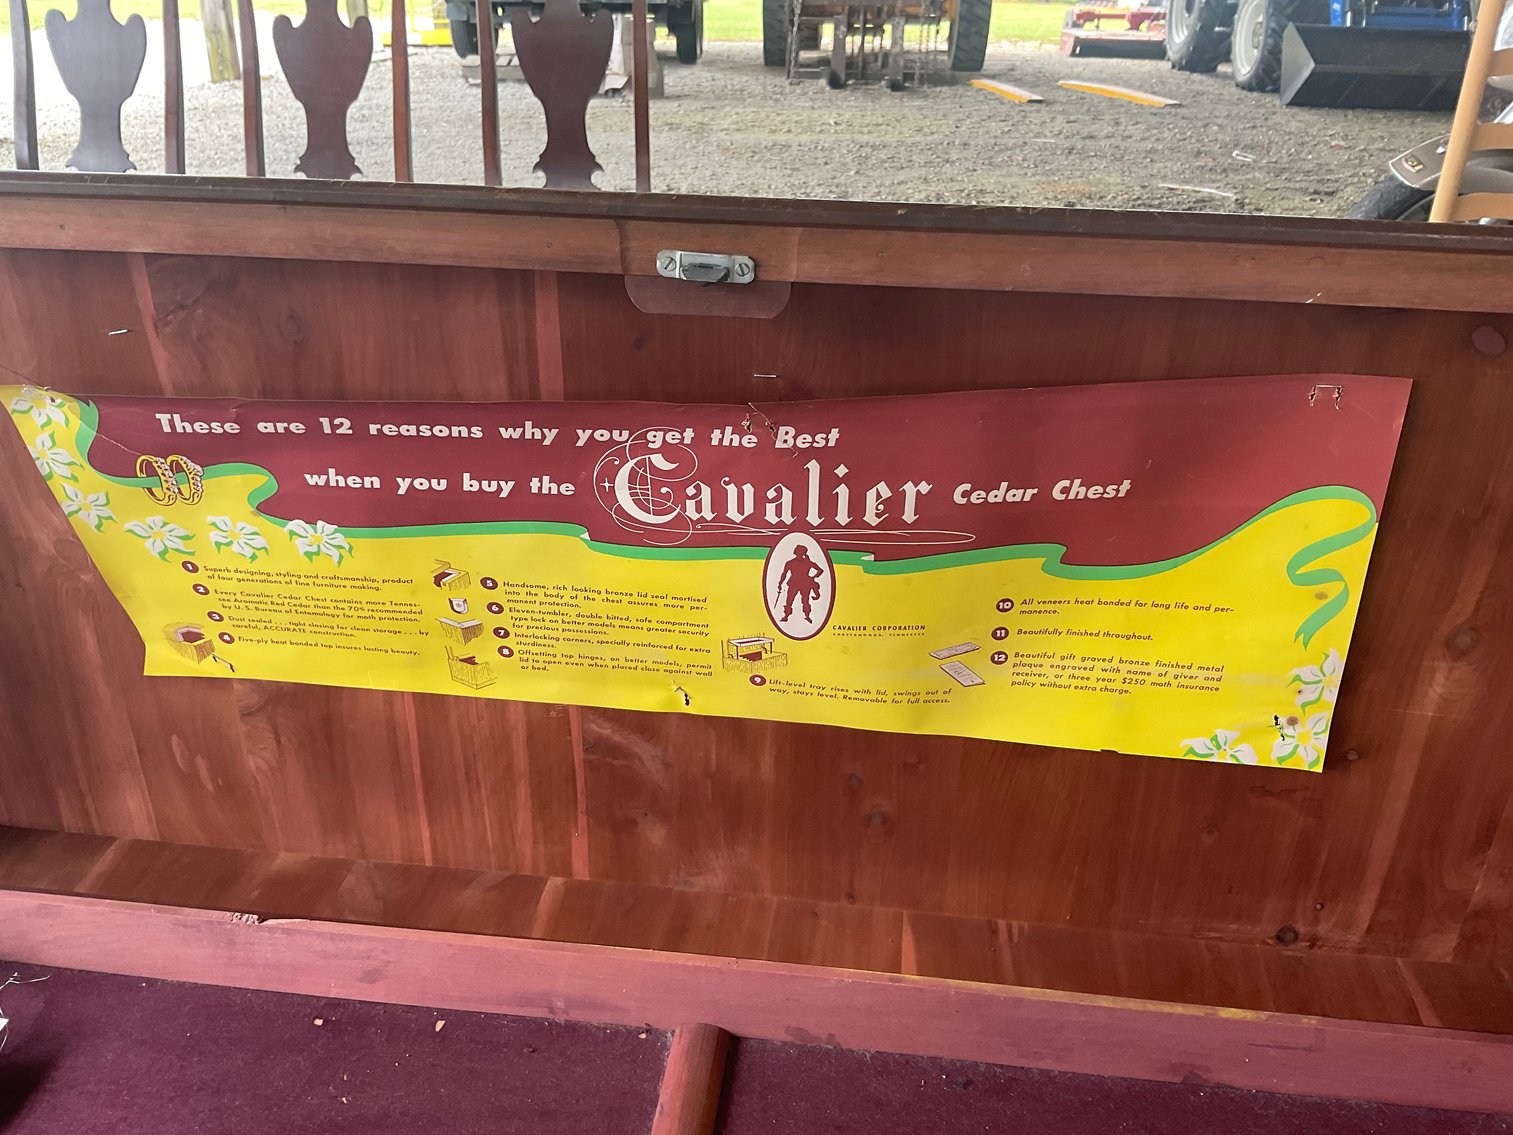 These are 12 reasons why you get the Best
when you buy the Cavalier Cedar Chest
1 Superb designing, styling and craftsmanship, product
of four generations of fine furniture making.
2 Every Cavalier Cedar Chest contains more Tennes-
see Aromatic Red Cedar than the 70% recommended
by U. S. Bureau of Entomology for moth protection.
3 Dust sealed . . . tight closing for clean storage . . . by
careful, ACCURATE construction.
4 Five-ply heat bonded top insures lasting beauty.
5 Handsome, rich looking bronze lid seal mortised
into the body of the chest assures more per-
manent protection.
6 Eleven-tumbler, double bitted, safe compartment
type lock on better models means greater security
for precious possessions.
7 Interlocking corners, specially reinforced for extra
sturdiness.
8 Offsetting top hinges, on better models, permit
lid to open even when placed close against wall
or bed.
CAVALIER CORPORATION
CHATTANOOGA, TENNESSEE
9 Lift-level tray rises with lid, swings out of
way, stays level. Removable for full access.
10 All veneers heat bonded for long life and per-
manence.
11 Beautifully finished throughout.
12 Beautiful gift graved bronze finished metal
plaque engraved with name of giver and
receiver, or three year $250 moth insurance
policy without extra charge.